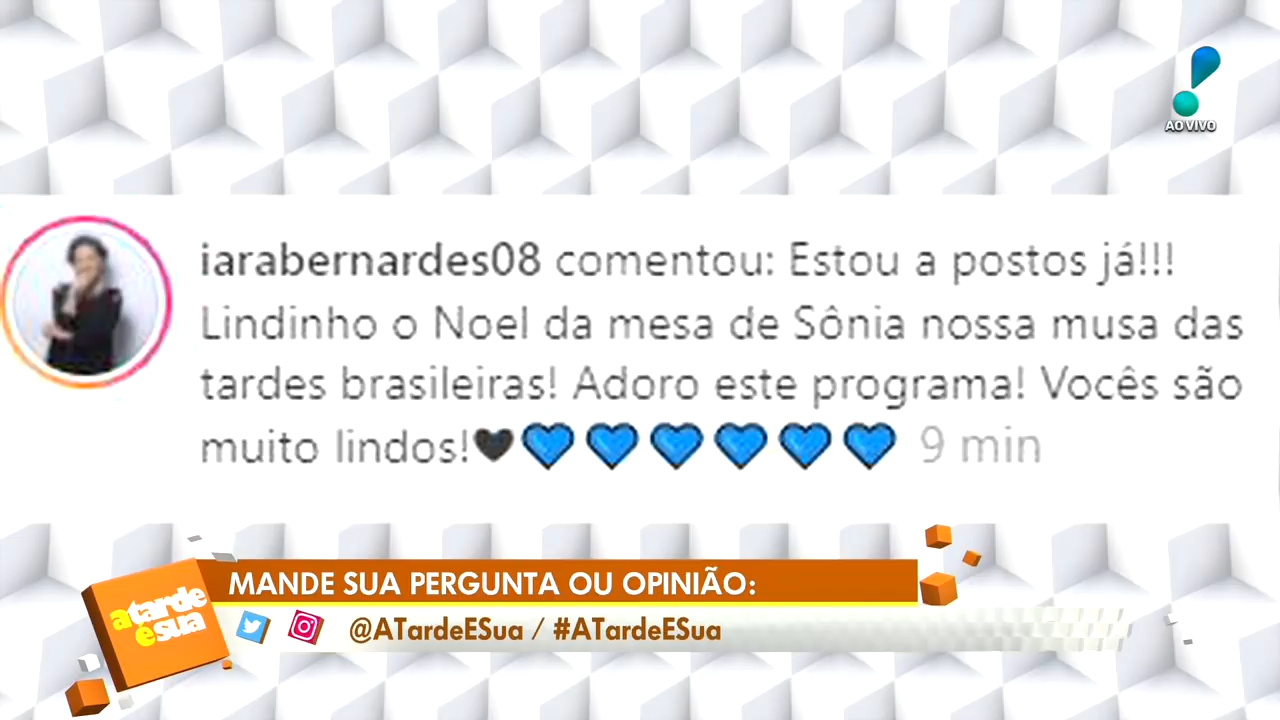 AO VIVO
iarabernardes08 comentou: Estou a postos já!!!
Lindinho o Noel da mesa de Sônia nossa musa das
tardes brasileiras! Adoro este programa! Vocês são
muito lindos!🖤💙💙💙💙💙💙 9 min
MANDE SUA PERGUNTA OU OPINIÃO:
a tarde
é sua
@ATardeESua / #ATardeESua